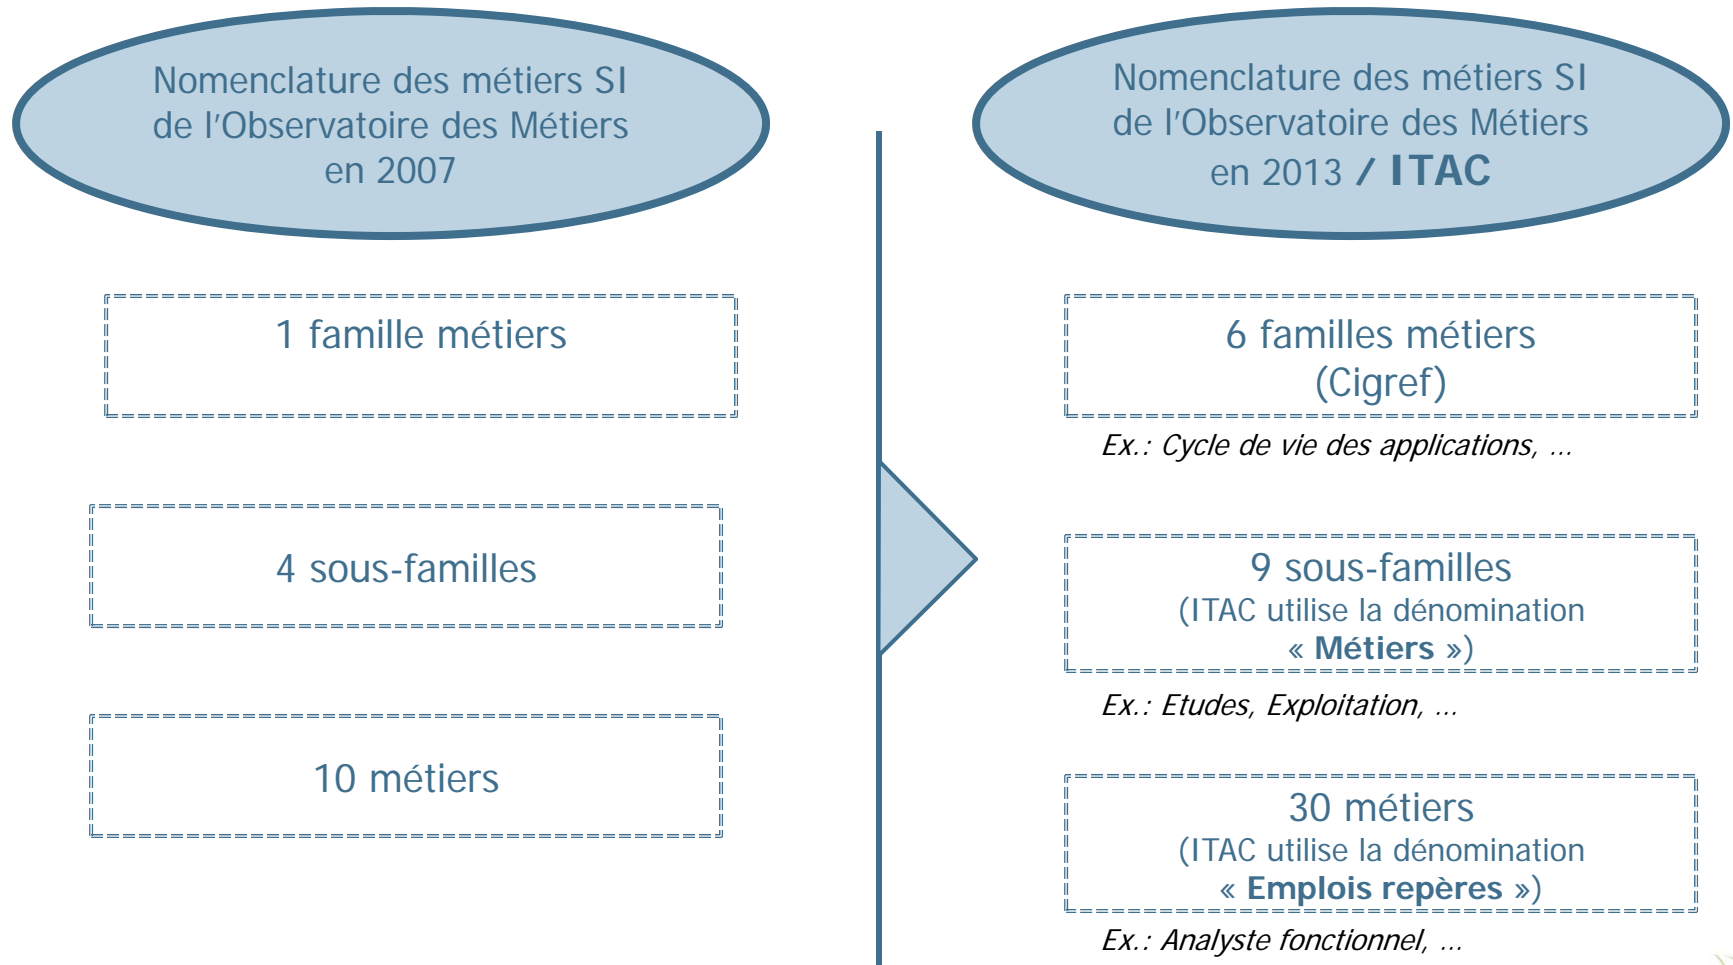 Nomenclature des métiers SI
de l'Observatoire des Métiers
en 2007
1 famille métiers
4 sous-familles
10 métiers
Nomenclature des métiers SI
de l'Observatoire des Métiers
en 2013 / ITAC
6 familles métiers
(Cigref)
Ex.: Cycle de vie des applications, ...
9 sous-familles
(ITAC utilise la dénomination
« Métiers »)
Ex.: Etudes, Exploitation, ...
30 métiers
(ITAC utilise la dénomination
« Emplois repères »)
Ex.: Analyste fonctionnel, ...